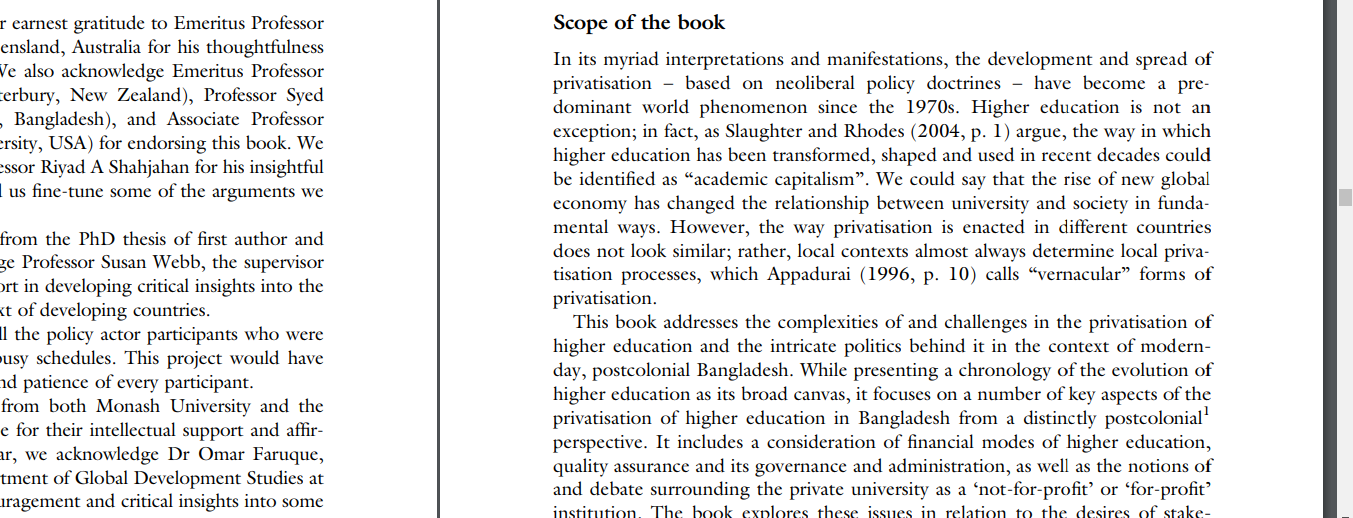 r earnest gratitude to Emeritus Professor
ensland, Australia for his thoughtfulness
We also acknowledge Emeritus Professor
terbury, New Zealand), Professor Syed
, Bangladesh), and Associate Professor
ersity, USA) for endorsing this book. We
essor Riyad A Shahjahan for his insightful
l us fine-tune some of the arguments we
from the PhD thesis of first author and
ge Professor Susan Webb, the supervisor
ort in developing critical insights into the
xt of developing countries.
ll the policy actor participants who were
busy schedules. This project would have
nd patience of every participant.
from both Monash University and the
e for their intellectual support and affir-
ar, we acknowledge Dr Omar Faruque,
rtment of Global Development Studies at
uragement and critical insights into some
Scope of the book
In its myriad interpretations and manifestations, the development and spread of
privatisation – based on neoliberal policy doctrines – have become a pre-
dominant world phenomenon since the 1970s. Higher education is not an
exception; in fact, as Slaughter and Rhodes (2004, p. 1) argue, the way in which
higher education has been transformed, shaped and used in recent decades could
be identified as “academic capitalism”. We could say that the rise of new global
economy has changed the relationship between university and society in funda-
mental ways. However, the way privatisation is enacted in different countries
does not look similar; rather, local contexts almost always determine local priva-
tisation processes, which Appadurai (1996, p. 10) calls “vernacular” forms of
privatisation.
This book addresses the complexities of and challenges in the privatisation of
higher education and the intricate politics behind it in the context of modern-
day, postcolonial Bangladesh. While presenting a chronology of the evolution of
higher education as its broad canvas, it focuses on a number of key aspects of the
privatisation of higher education in Bangladesh from a distinctly postcolonial¹
perspective. It includes a consideration of financial modes of higher education,
quality assurance and its governance and administration, as well as the notions of
and debate surrounding the private university as a ‘not-for-profit’ or ‘for-profit’
institution. The book explores these issues in relation to the desires of stake-